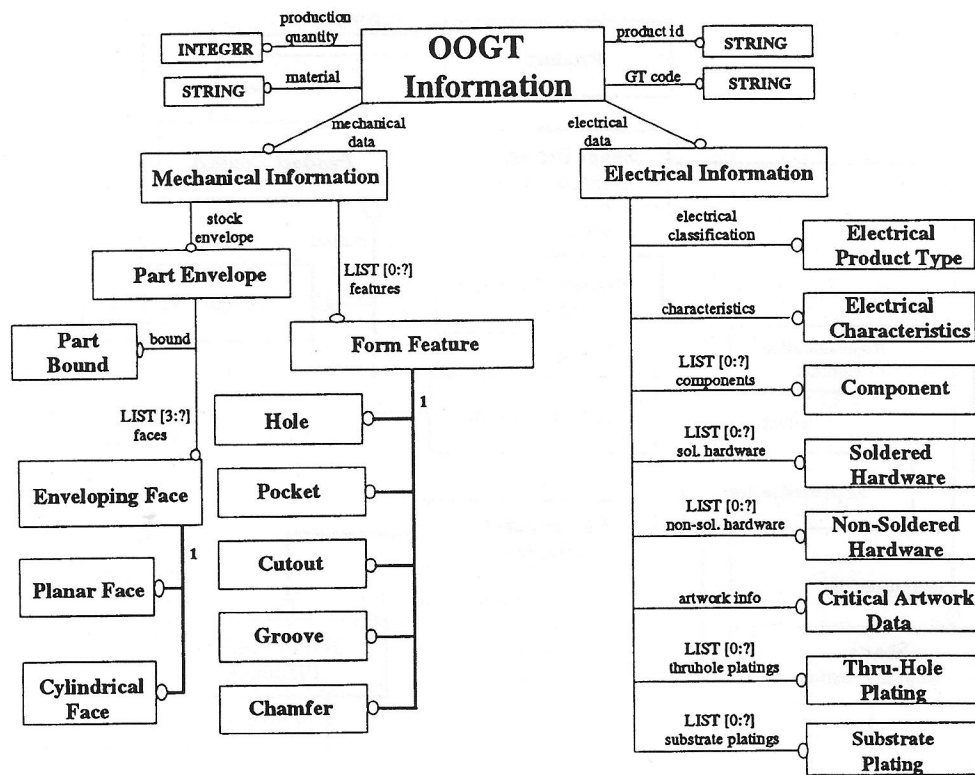 production
quantity
INTEGER
OOGT
Information
product id
STRING
STRING
material
GT code
STRING
mechanical
data
electrical
data
Mechanical Information
Electrical Information
stock
envelope
Part Envelope
LIST [0:?]
features
Part
Bound
bound
Form Feature
LIST [3:?]
faces
1
Enveloping Face
1
Planar Face
Cylindrical
Face
Hole
Pocket
Cutout
Groove
Chamfer
electrical
classification
Electrical
Product Type
characteristics
Electrical
Characteristics
LIST [0:?]
components
Component
LIST [0:?]
sol. hardware
Soldered
Hardware
LIST [0:?]
non-sol. hardware
Non-Soldered
Hardware
artwork info
Critical Artwork
Data
LIST [0:?]
thruhole platings
Thru-Hole
Plating
LIST [0:?]
substrate platings
Substrate
Plating